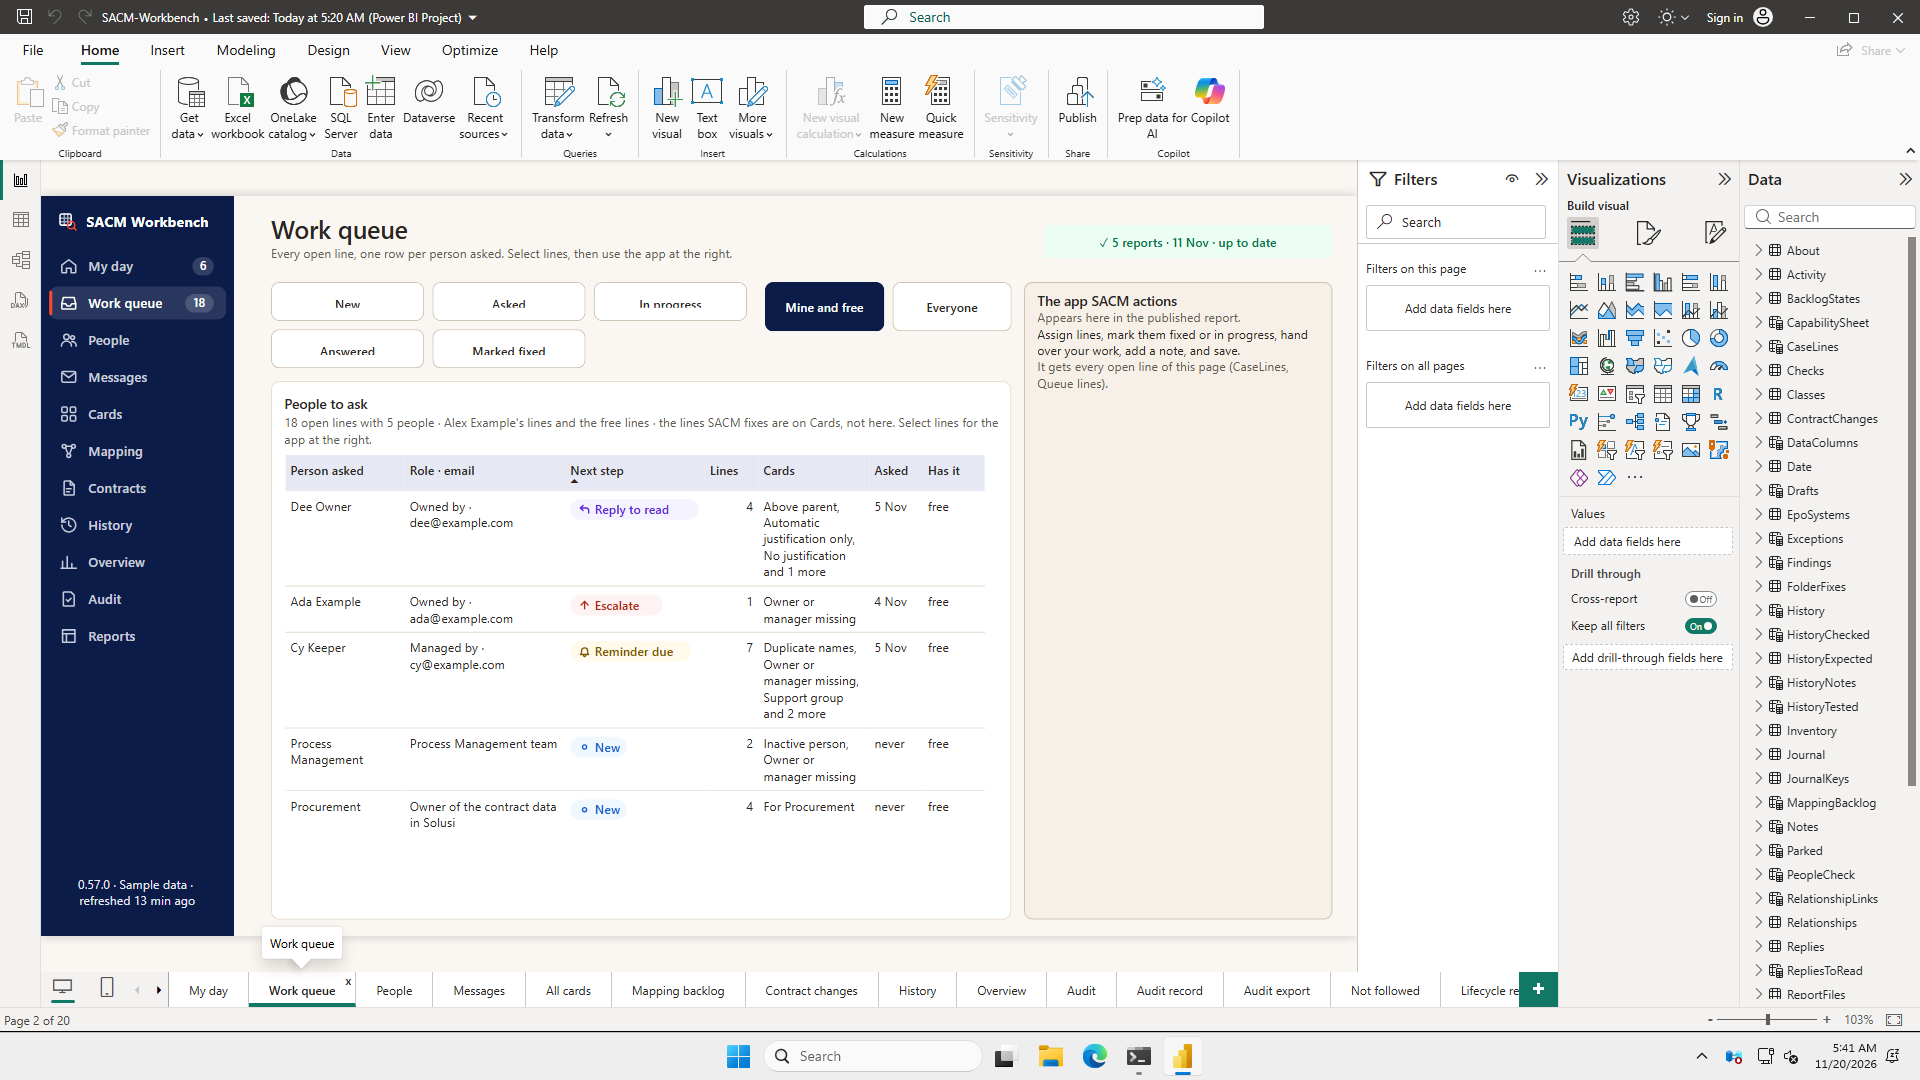 SACM-Workbench • Last saved: Today at 5:20 AM (Power BI Project)
Search
Sign in
File
Home
Insert
Modeling
Design
View
Optimize
Help
Share
Paste
Cut
Copy
Format painter
Clipboard
Get data
Excel workbook
OneLake catalog
SQL Server
Enter data
Dataverse
Recent sources
Data
Transform data
Refresh
Queries
New visual
Text box
More visuals
Insert
New visual calculation
New measure
Quick measure
Calculations
Sensitivity
Sensitivity
Publish
Share
Prep data for AI
Copilot
Copilot
DAX
TMDL
SACM Workbench
My day 6
Work queue 18
People
Messages
Cards
Mapping
Contracts
History
Overview
Audit
Reports
0.57.0 · Sample data ·
refreshed 13 min ago
Work queue
Every open line, one row per person asked. Select lines, then use the app at the right.
✓ 5 reports · 11 Nov · up to date
New
Asked
In progress
Answered
Marked fixed
Mine and free
Everyone
People to ask
18 open lines with 5 people · Alex Example's lines and the free lines · the lines SACM fixes are on Cards, not here. Select lines for the
app at the right.
Person asked Role · email Next step Lines Cards Asked Has it
Dee Owner Owned by · Reply to read 4 Above parent, 5 Nov free
dee@example.com Automatic
justification only,
No justification
and 1 more
Ada Example Owned by · Escalate 1 Owner or 4 Nov free
ada@example.com manager missing
Cy Keeper Managed by · Reminder due 7 Duplicate names, 5 Nov free
cy@example.com Owner or
manager missing,
Support group
and 2 more
Process Process Management team New 2 Inactive person, never free
Management Owner or
manager missing
Procurement Owner of the contract data New 4 For Procurement never free
in Solusi
The app SACM actions
Appears here in the published report.
Assign lines, mark them fixed or in progress, hand
over your work, add a note, and save.
It gets every open line of this page (CaseLines,
Queue lines).
Work queue
Filters
Search
Filters on this page
Add data fields here
Filters on all pages
Add data fields here
Visualizations
Build visual
123
R
Py
Values
Add data fields here
Drill through
Cross-report Off
Keep all filters On
Add drill-through fields here
Data
Search
About
Activity
BacklogStates
CapabilitySheet
CaseLines
Checks
Classes
ContractChanges
DataColumns
Date
Drafts
EpoSystems
Exceptions
Findings
FolderFixes
History
HistoryChecked
HistoryExpected
HistoryNotes
HistoryTested
Inventory
Journal
JournalKeys
MappingBacklog
Notes
Parked
PeopleCheck
RelationshipLinks
Relationships
Replies
RepliesToRead
ReportFiles
My day
Work queue x
People
Messages
All cards
Mapping backlog
Contract changes
History
Overview
Audit
Audit record
Audit export
Not followed
Lifecycle re
+
Page 2 of 20
- + 103%
Search
5:41 AM
11/20/2026